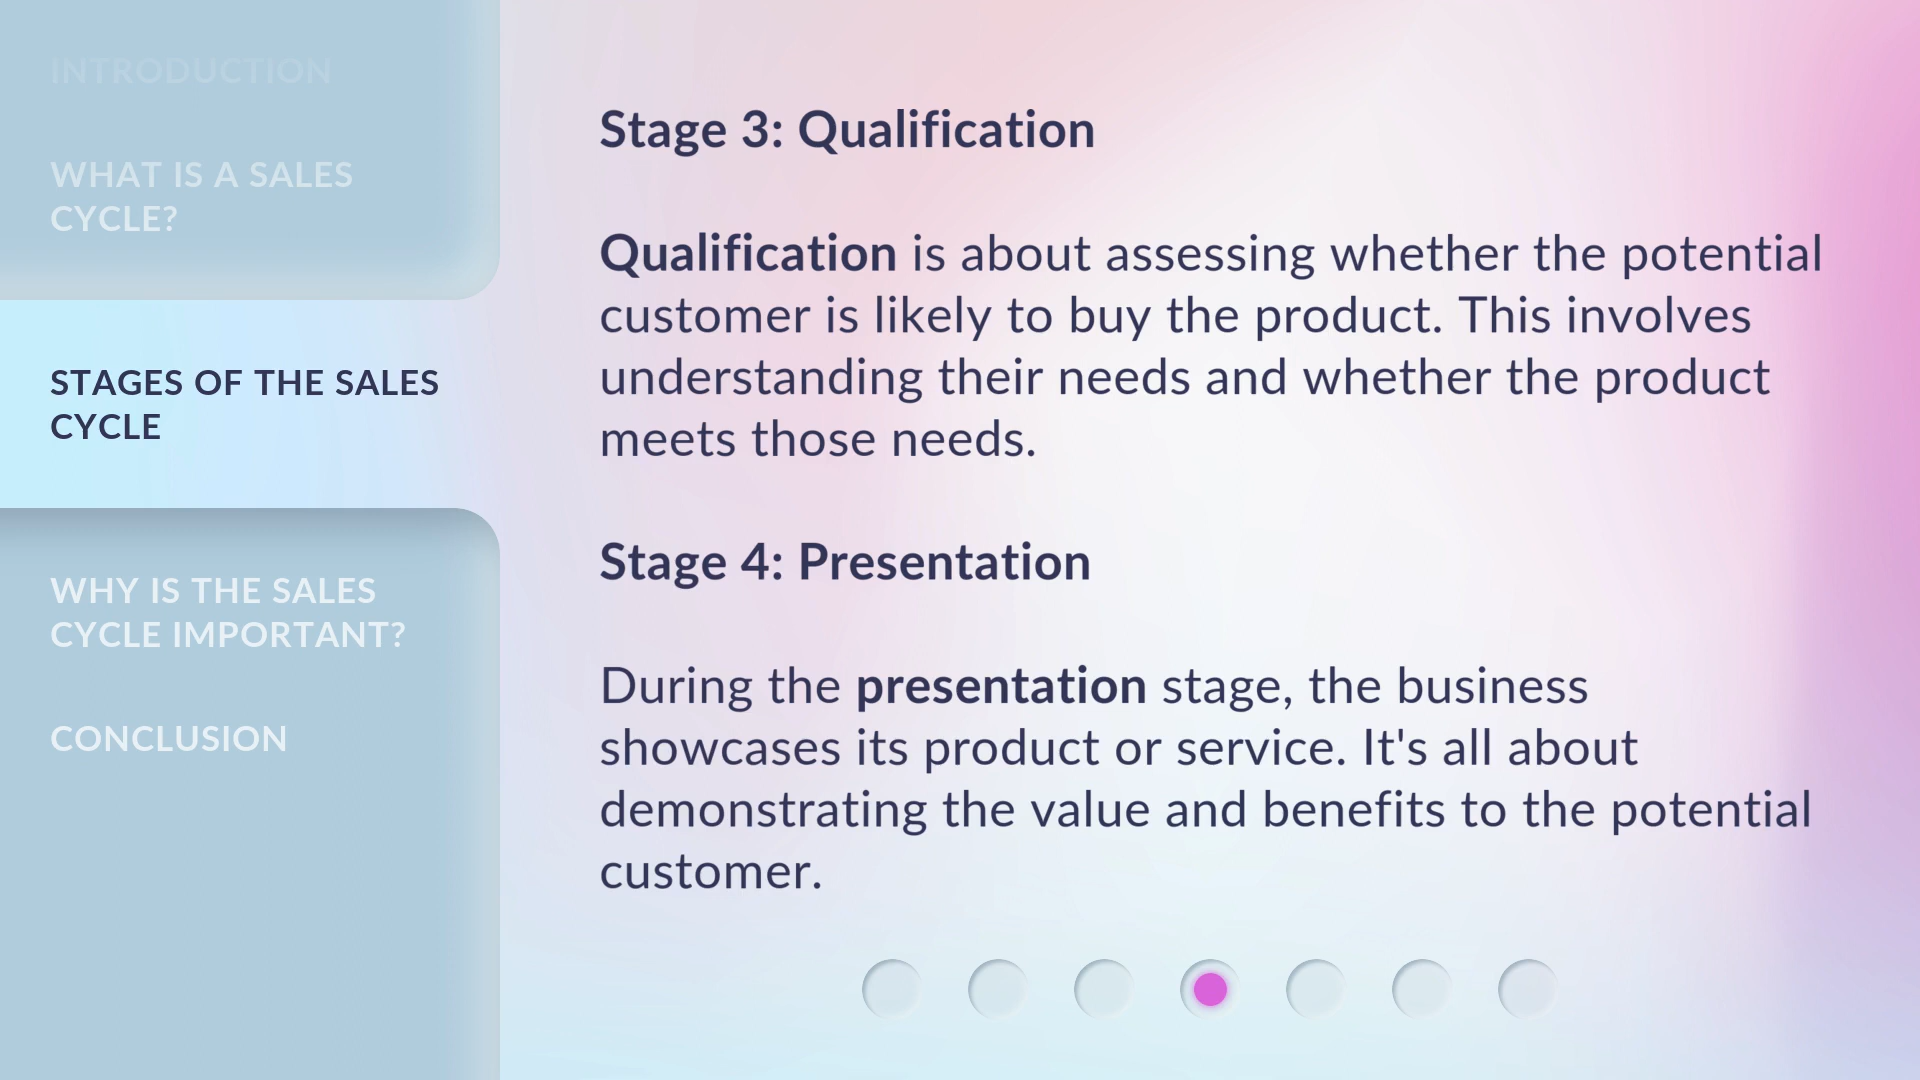 INTRODUCTION
WHAT IS A SALES
CYCLE?
STAGES OF THE SALES
CYCLE
WHY IS THE SALES
CYCLE IMPORTANT?
CONCLUSION
Stage 3: Qualification
Qualification is about assessing whether the potential
customer is likely to buy the product. This involves
understanding their needs and whether the product
meets those needs.
Stage 4: Presentation
During the presentation stage, the business
showcases its product or service. It's all about
demonstrating the value and benefits to the potential
customer.